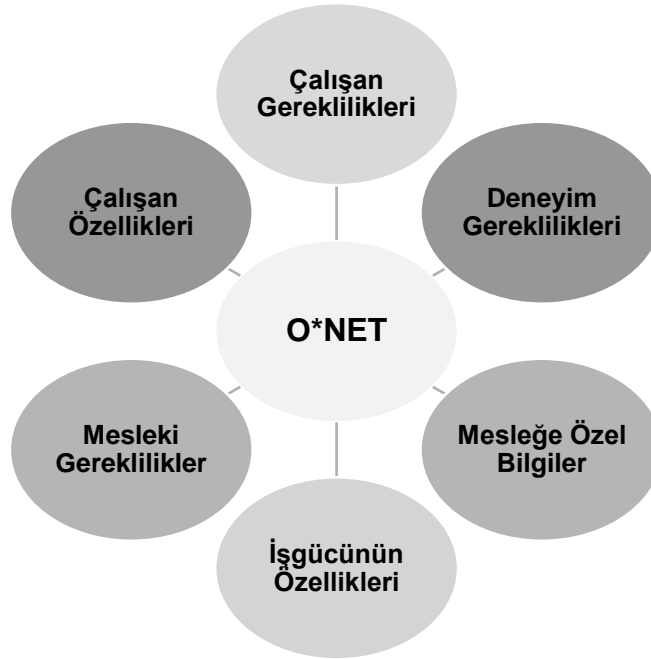 Çalışan
Gereklilikleri
Çalışan
Özellikleri
Deneyim
Gereklilikleri
O*NET
Mesleki
Gereklilikler
Mesleğe Özel
Bilgiler
İşgücünün
Özellikleri